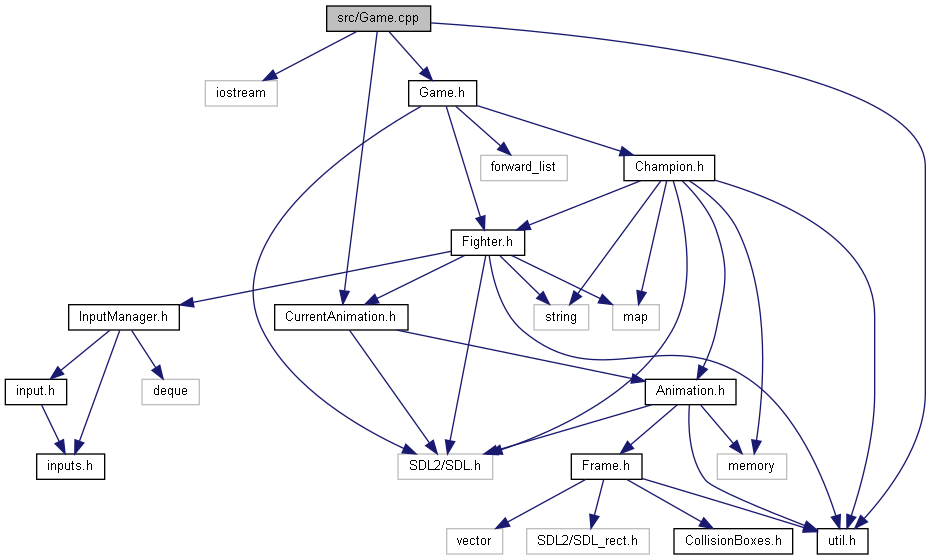 src/Game.cpp
iostream
Game.h
forward_list
Champion.h
Fighter.h
InputManager.h
CurrentAnimation.h
string
map
input.h
deque
Animation.h
inputs.h
SDL2/SDL.h
Frame.h
memory
vector
SDL2/SDL_rect.h
CollisionBoxes.h
util.h